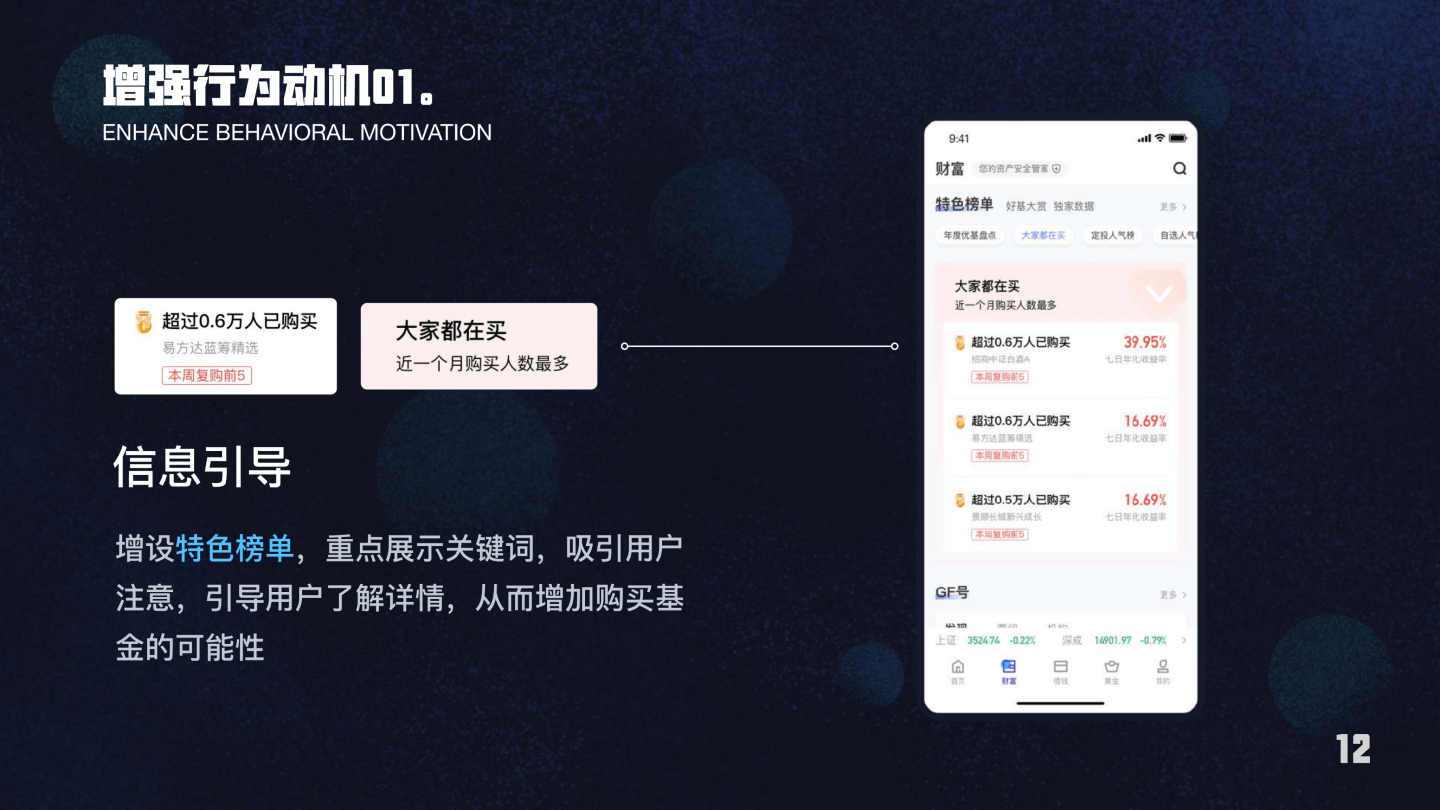 增强行为动机01。
ENHANCE BEHAVIORAL MOTIVATION
超过0.6万人已购买
易方达蓝筹精选
本周复购前5
大家都在买
近一个月购买人数最多
信息引导
增设特色榜单，重点展示关键词，吸引用户
注意，引导用户了解详情，从而增加购买基
金的可能性
9:41
财富 您的资产安全管家
特色榜单 好基大赏 独家数据 更多
年度优基盘点 大家都在买 定投人气榜 自选人气
大家都在买
近一个月购买人数最多
超过0.6万人已购买 39.95%
招商中证白酒A 七日年化收益率
本周复购前5
超过0.6万人已购买 16.69%
易方达蓝筹精选 七日年化收益率
本周复购前5
超过0.5万人已购买 16.69%
景顺长城新兴成长 七日年化收益率
本周复购前5
GF号 更多
发现 要闻 机构
上证 3524.74 -0.22% 深成 14901.97 -0.79%
首页 财富 借钱 黄金 我的
12